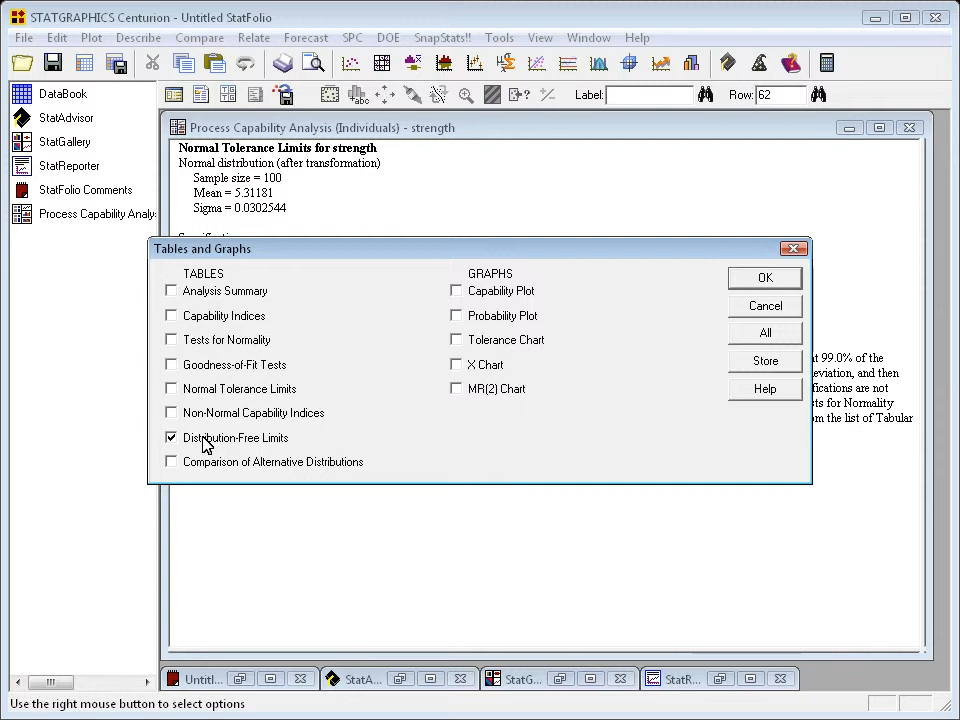 STATGRAPHICS Centurion - Untitled StatFolio
File Edit Plot Describe Compare Relate Forecast SPC DOE SnapStats!! Tools View Window Help
Label: Row: 62
DataBook
StatAdvisor
StatGallery
StatReporter
StatFolio Comments
Process Capability Analy
Process Capability Analysis (Individuals) - strength
Normal Tolerance Limits for strength
Normal distribution (after transformation)
Sample size = 100
Mean = 5.31181
Sigma = 0.0302544
Tables and Graphs
TABLES
Analysis Summary
Capability Indices
Tests for Normality
Goodness-of-Fit Tests
Normal Tolerance Limits
Non-Normal Capability Indices
Distribution-Free Limits
Comparison of Alternative Distributions
GRAPHS
Capability Plot
Probability Plot
Tolerance Chart
X Chart
MR(2) Chart
OK
Cancel
All
Store
Help
at 99.0% of the
eviation, and then
fications are not
sts for Normality
om the list of Tabular
Untitl... StatA... StatG... StatR...
Use the right mouse button to select options